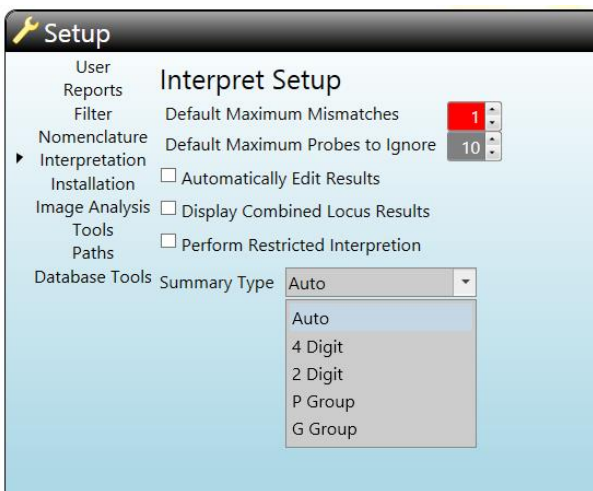 Setup
User
Reports
Filter
Nomenclature
Interpretation
Installation
Image Analysis
Tools
Paths
Database Tools
Interpret Setup
Default Maximum Mismatches 1
Default Maximum Probes to Ignore 10
Automatically Edit Results
Display Combined Locus Results
Perform Restricted Interpretion
Summary Type Auto
Auto
4 Digit
2 Digit
P Group
G Group